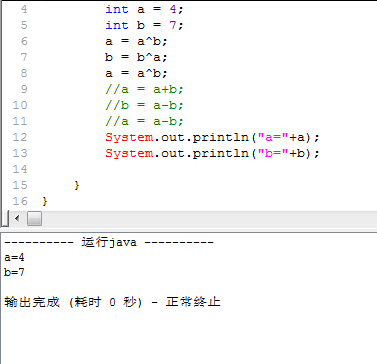 4 int a = 4;
5 int b = 7;
6 a = a^b;
7 b = b^a;
8 a = a^b;
9 //a = a+b;
10 //b = a-b;
11 //a = a-b;
12 System.out.println("a="+a);
13 System.out.println("b="+b);
14
15 }
16 }
---------- 运行java ----------
a=4
b=7
输出完成 (耗时 0 秒) - 正常终止